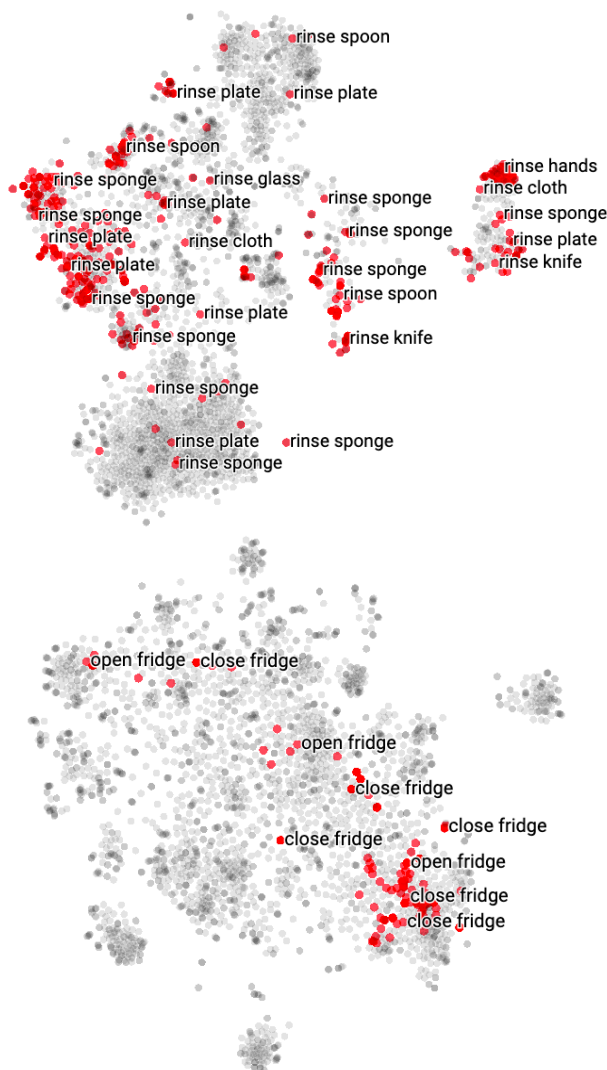 rinse spoon
rinse plate
rinse plate
rinse spoon
rinse hands
rinse sponge
rinse glass
rinse cloth
rinse sponge
rinse plate
rinse sponge
rinse sponge
rinse sponge
rinse plate
rinse cloth
rinse plate
rinse plate
rinse sponge
rinse knife
rinse sponge
rinse spoon
rinse plate
rinse sponge
rinse knife
rinse sponge
rinse plate
rinse sponge
rinse sponge
open fridge
close fridge
open fridge
close fridge
close fridge
close fridge
open fridge
close fridge
close fridge